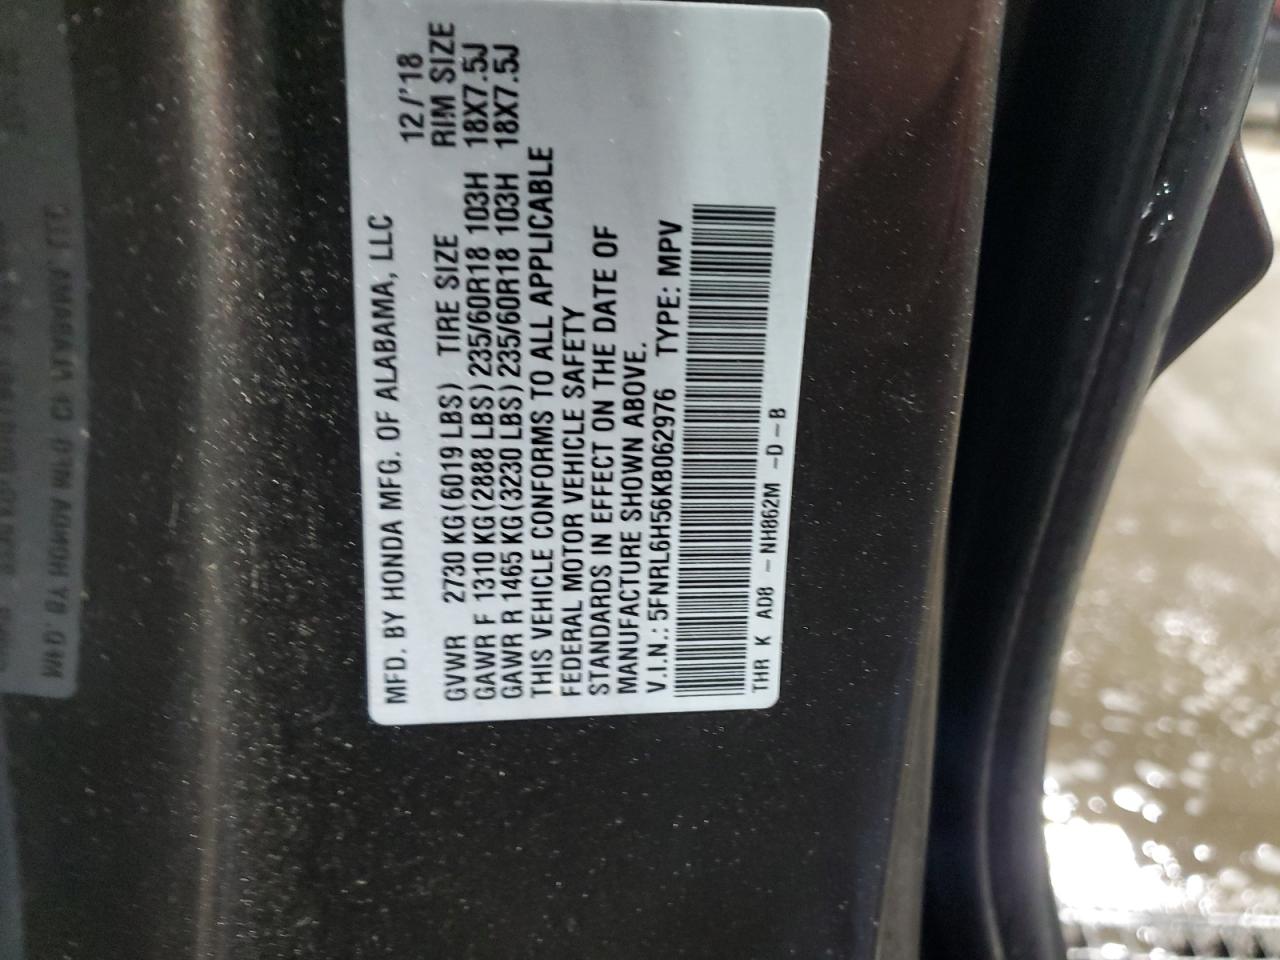 MFD. BY HONDA MFG. OF ALABAMA, LLC 12/'18
GVWR 2730 KG(6019 LBS) TIRE SIZE RIM SIZE
GAWR F 1310 KG(2888 LBS) 235/60R18 103H 18X7.5J
GAWR R 1465 KG(3230 LBS) 235/60R18 103H 18X7.5J
THIS VEHICLE CONFORMS TO ALL APPLICABLE
FEDERAL MOTOR VEHICLE SAFETY
STANDARDS IN EFFECT ON THE DATE OF
MANUFACTURE SHOWN ABOVE.
V.I.N.: 5FNRL6H56KB062976 TYPE: MPV
THR K AD8 - NH862M -D-B